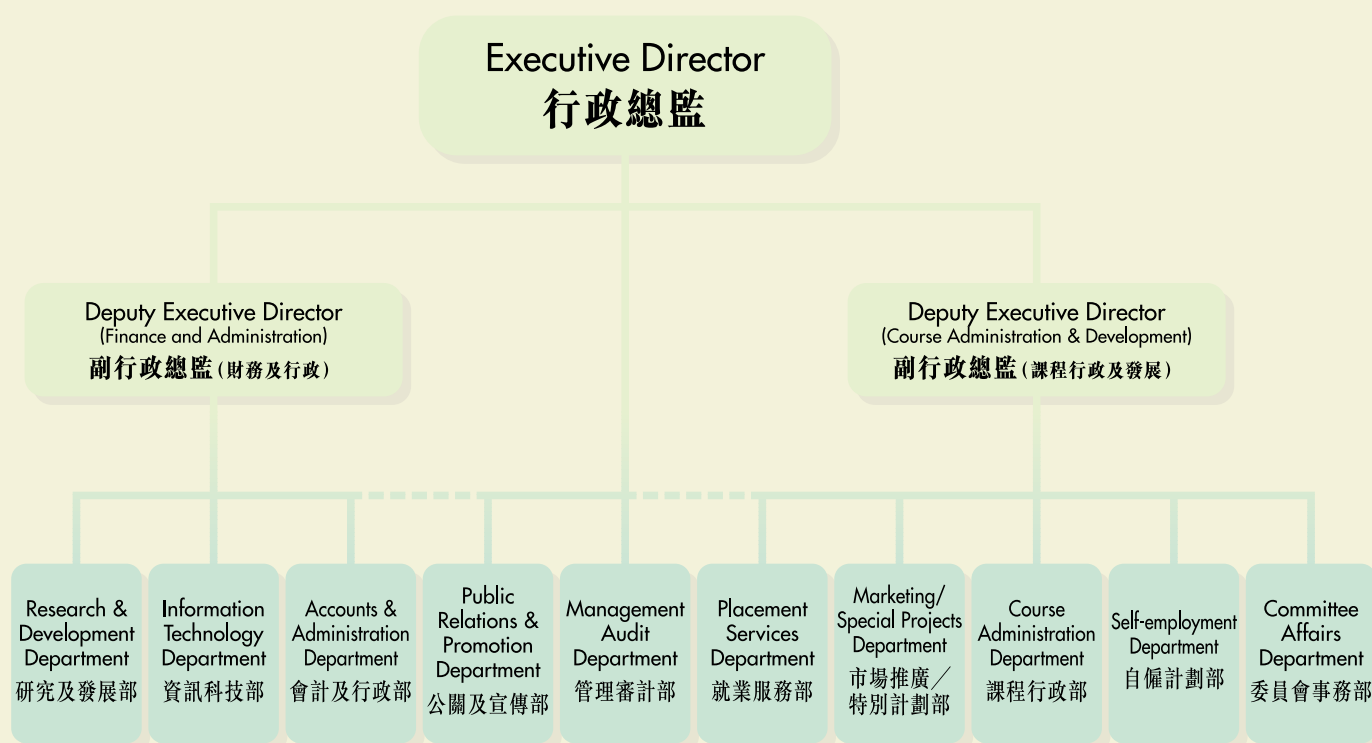 Executive Director
行政總監
Deputy Executive Director
(Finance and Administration)
副行政總監(財務及行政)
Deputy Executive Director
(Course Administration & Development)
副行政總監(課程行政及發展)
Research &
Development
Department
研究及發展部
Information
Technology
Department
資訊科技部
Accounts &
Administration
Department
會計及行政部
Public
Relations &
Promotion
Department
公關及宣傳部
Management
Audit
Department
管理審計部
Placement
Services
Department
就業服務部
Marketing/
Special Projects
Department
市場推廣／
特別計劃部
Course
Administration
Department
課程行政部
Self-employment
Department
自僱計劃部
Committee
Affairs
Department
委員會事務部